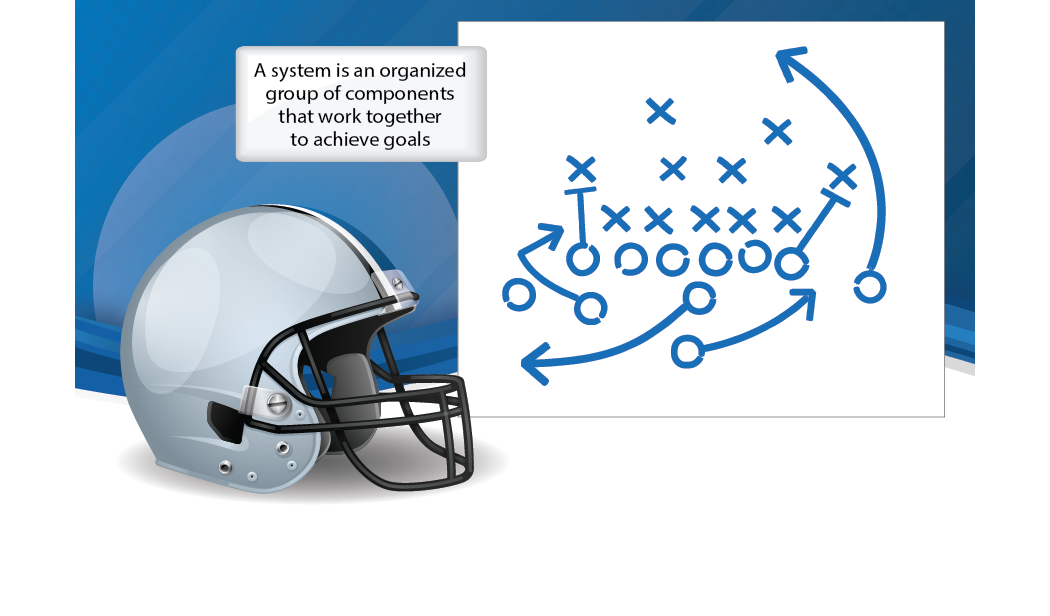 A system is an organized
group of components
that work together
to achieve goals